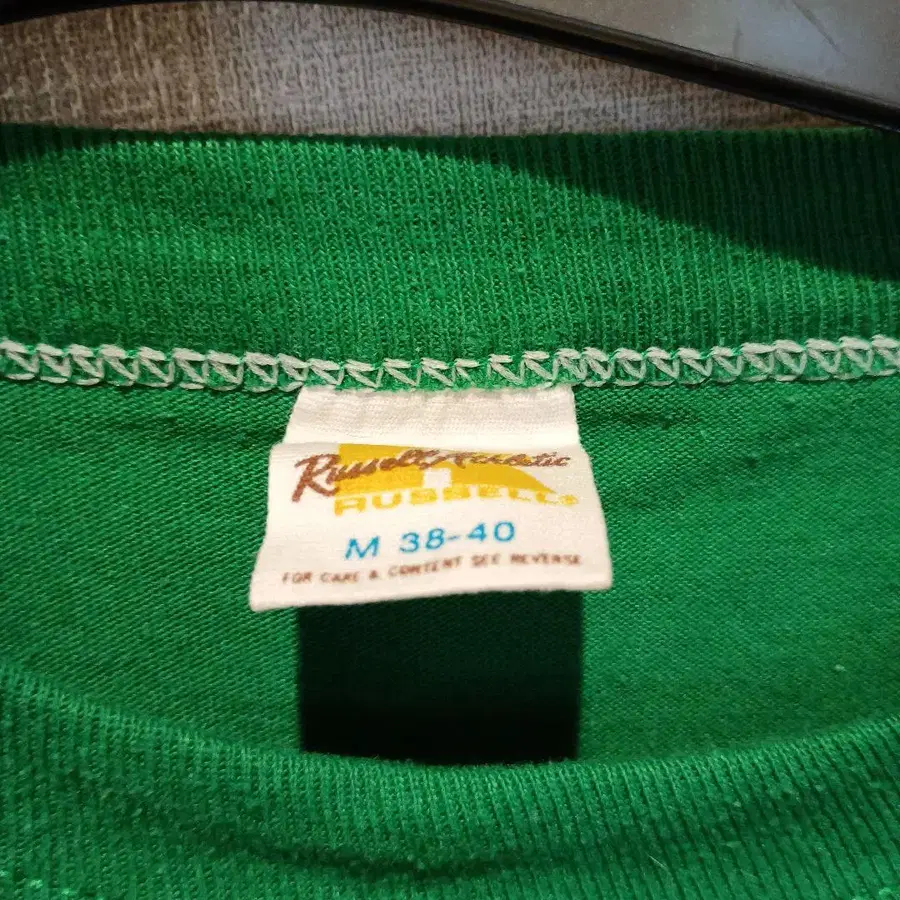 Russell Athletic
RUSSELL®
M 38-40
FOR CARE & CONTENT SEE REVERSE